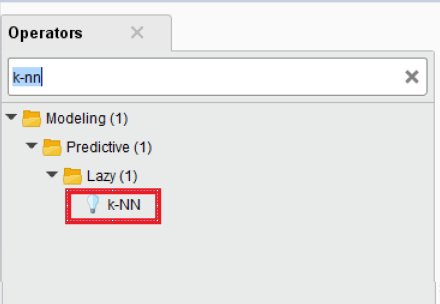 Operators
k-nn
Modeling (1)
Predictive (1)
Lazy (1)
k-NN